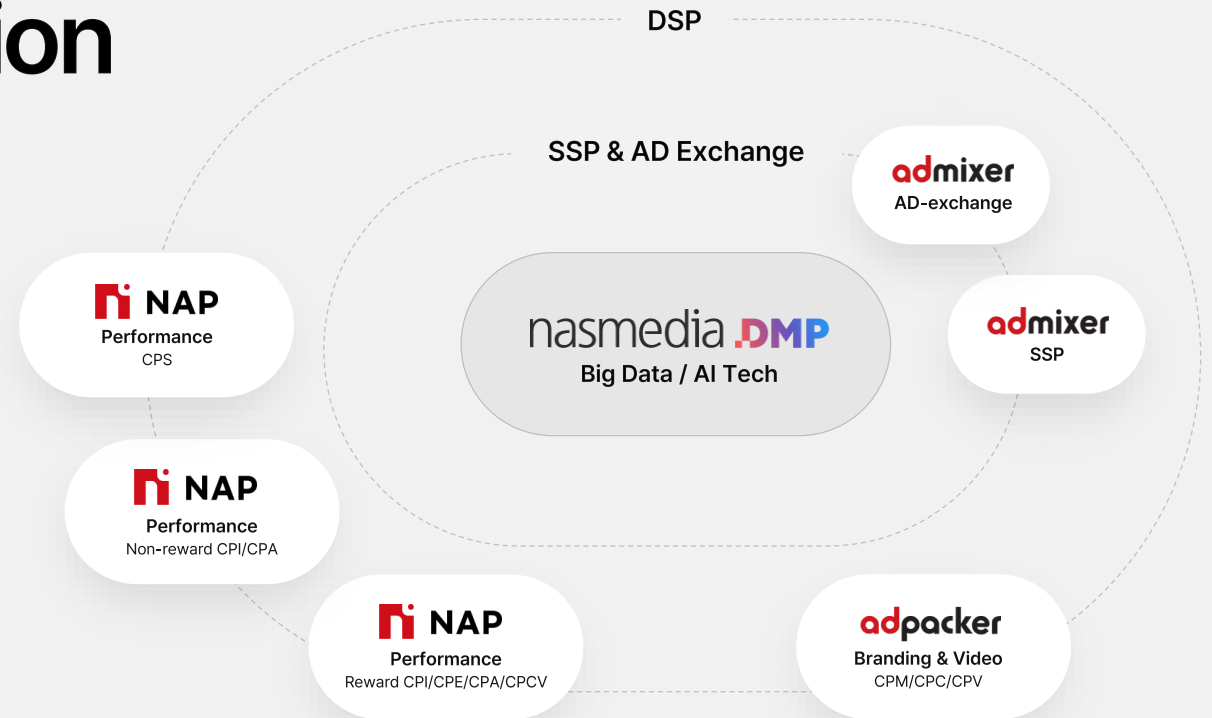 ion
DSP
SSP & AD Exchange
admixer
AD-exchange
NAP
Performance
CPS
nasmedia DMP
Big Data / AI Tech
admixer
SSP
NAP
Performance
Non-reward CPI/CPA
NAP
Performance
Reward CPI/CPE/CPA/CPCV
adpacker
Branding & Video
CPM/CPC/CPV